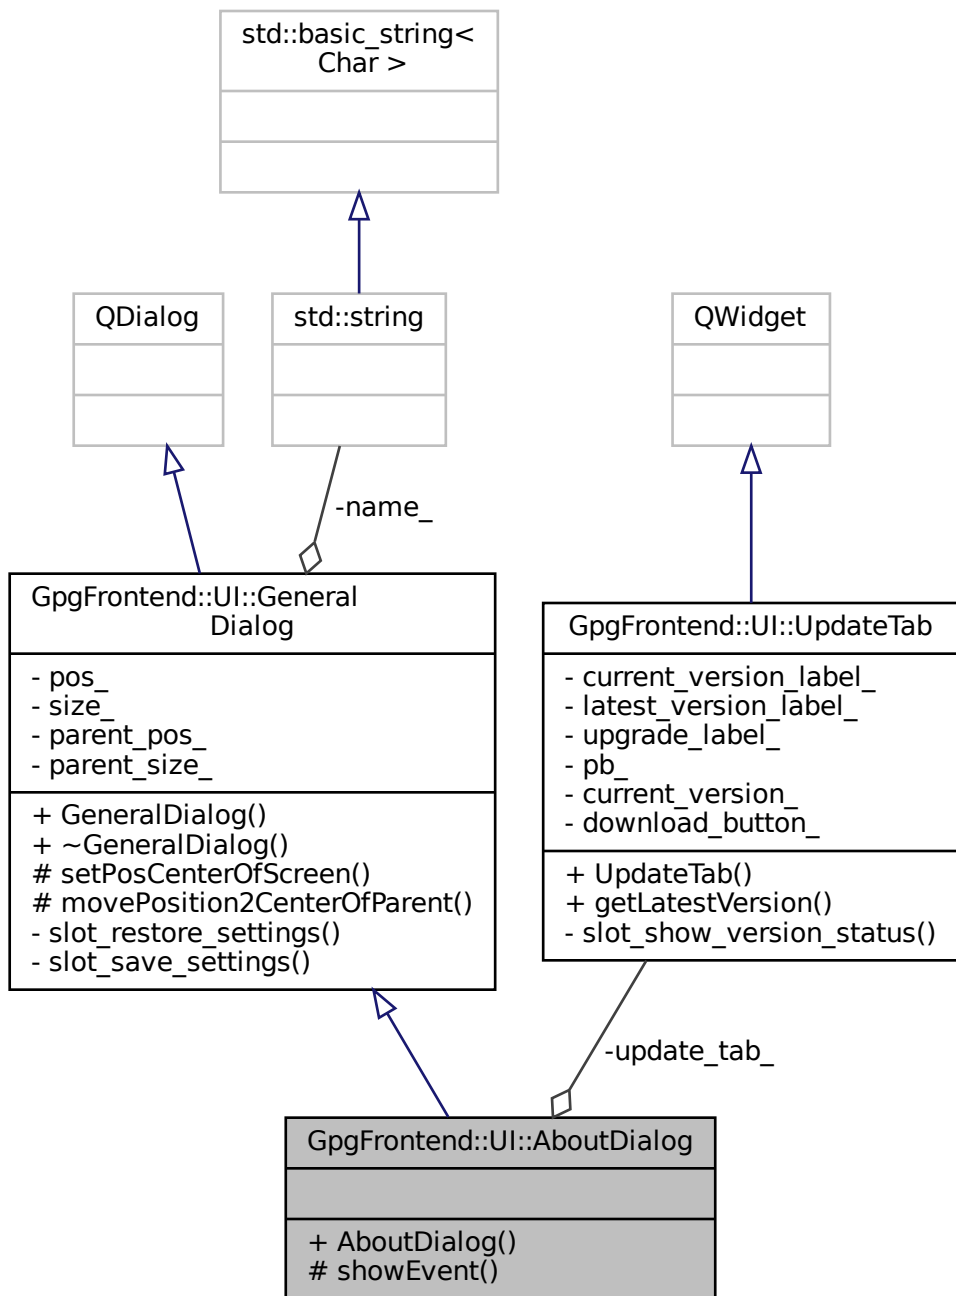 std::basic_string<
Char >
QDialog
std::string
QWidget
-name_
GpgFrontend::UI::General
Dialog
- pos_
- size_
- parent_pos_
- parent_size_
+ GeneralDialog()
+ ~GeneralDialog()
# setPosCenterOfScreen()
# movePosition2CenterOfParent()
- slot_restore_settings()
- slot_save_settings()
GpgFrontend::UI::UpdateTab
- current_version_label_
- latest_version_label_
- upgrade_label_
- pb_
- current_version_
- download_button_
+ UpdateTab()
+ getLatestVersion()
- slot_show_version_status()
-update_tab_
GpgFrontend::UI::AboutDialog
+ AboutDialog()
# showEvent()